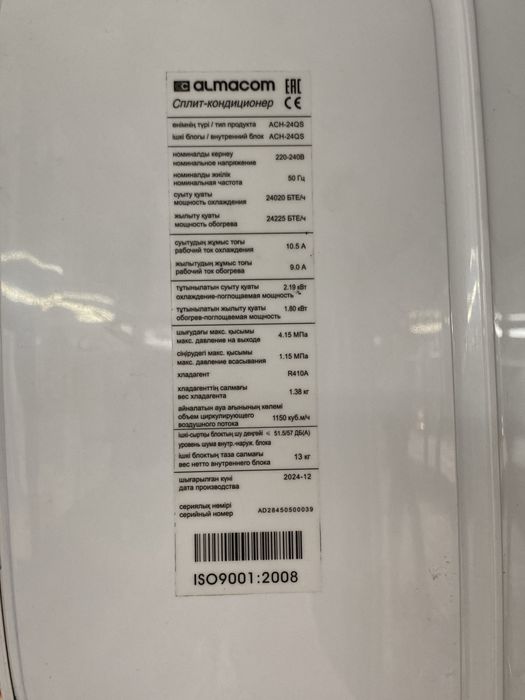 almacom EAC
Сплит-кондиционер CE
өнімнің түрі / тип продукта ACH-24QS
ішкі блогы / внутренний блок ACH-24QS
номиналды кернеу
номинальное напряжение 220-240В
номиналды жиілік
номинальная частота 50 Гц
суыту қуаты
мощность охлаждения 24020 БТЕ/ч
жылыту қуаты
мощность обогрева 24225 БТЕ/ч
суытудың жұмыс тогы
рабочий ток охлаждения 10.5 A
жылытудың жұмыс тогы
рабочий ток обогрева 9.0 A
тұтынылатын суыту қуаты 2.19 кВт
охлаждение-поглощаемая мощность
тұтынылатын жылыту қуаты 1.80 кВт
обогрев-поглощаемая мощность
шығудағы макс. қысымы
макс. давление на выходе 4.15 МПа
сіңірудегі макс. қысымы
макс. давление всасывания 1.15 МПа
хладагент R410A
хладагенттің салмағы
вес хладагента 1.38 кг
айналатын ауа ағынының көлемі
объем циркулирующего 1150 куб.м/ч
воздушного потока
ішкі-сыртқы блоктың шу деңгейі < 51.5/57 ДБ(А)
уровень шума внутр.-наруж. блока
ішкі блоктың таза салмағы
вес нетто внутреннего блока 13 кг
шығарылған күні 2024-12
дата производства
сериялық нөмірі
серийный номер AD28450500039
ISO9001:2008